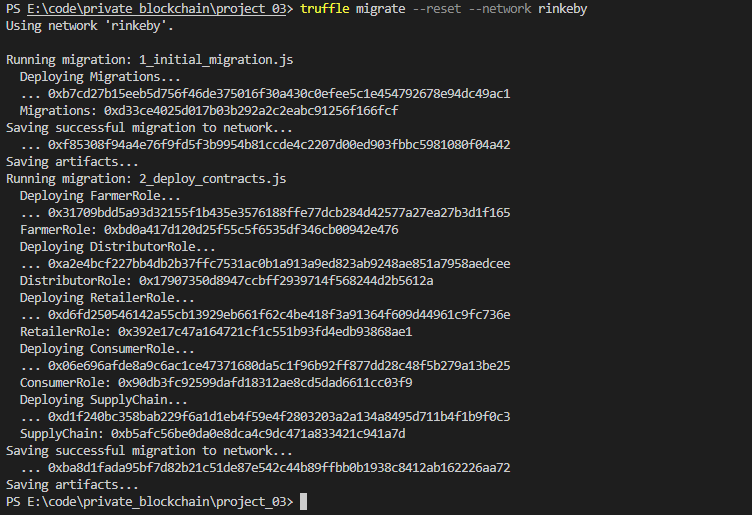 PS E:\code\private_blockchain\project_03> truffle migrate --reset --network rinkeby
Using network 'rinkeby'.
Running migration: 1_initial_migration.js
Deploying Migrations...
... 0xb7cd27b15eeb5d756f46de375016f30a430c0efee5c1e454792678e94dc49ac1
Migrations: 0xd33ce4025d017b03b292a2c2eabc91256f166fcf
Saving successful migration to network...
... 0xf85308f94a4e76f9fd5f3b9954b81ccde4c2207d00ed903fbbc5981080f04a42
Saving artifacts...
Running migration: 2_deploy_contracts.js
Deploying FarmerRole...
... 0x31709bdd5a93d32155f1b435e3576188ffe77dcb284d42577a27ea27b3d1f165
FarmerRole: 0xbd0a417d120d25f55c5f6535df346cb00942e476
Deploying DistributorRole...
... 0xa2e4bcf227bb4db2b37ffc7531ac0b1a913a9ed823ab9248ae851a7958aedcee
DistributorRole: 0x17907350d8947ccbff2939714f568244d2b5612a
Deploying RetailerRole...
... 0xd6fd250546142a55cb13929eb661f62c4be418f3a91364f609d44961c9fc736e
RetailerRole: 0x392e17c47a164721cf1c551b93fd4edb93868ae1
Deploying ConsumerRole...
... 0x06e696afde8a9c6ac1ce47371680da5c1f96b92ff877dd28c48f5b279a13be25
ConsumerRole: 0x90db3fc92599dafd18312ae8cd5dad6611cc03f9
Deploying SupplyChain...
... 0xd1f240bc358bab229f6a1d1eb4f59e4f2803203a2a134a8495d711b4f1b9f0c3
SupplyChain: 0xb5afc56be0da0e8dca4c9dc471a833421c941a7d
Saving successful migration to network...
... 0xba8d1fada95bf7d82b21c51de87e542c44b89ffbb0b1938c8412ab162226aa72
Saving artifacts...
PS E:\code\private_blockchain\project_03>